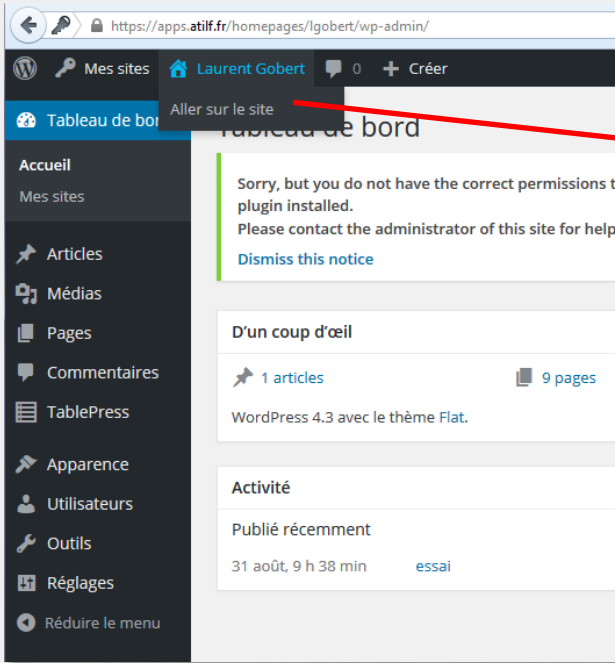 https://apps.atilf.fr/homepages/lgobert/wp-admin/
Mes sites Laurent Gobert 0 Créer
Aller sur le site
Tableau de bor
Tableau de bord
Accueil
Mes sites
Articles
Médias
Pages
Commentaires
TablePress
Apparence
Utilisateurs
Outils
Réglages
Réduire le menu
Sorry, but you do not have the correct permissions t
plugin installed.
Please contact the administrator of this site for help
Dismiss this notice
D'un coup d'œil
1 articles 9 pages
WordPress 4.3 avec le thème Flat.
Activité
Publié récemment
31 août, 9 h 38 min essai